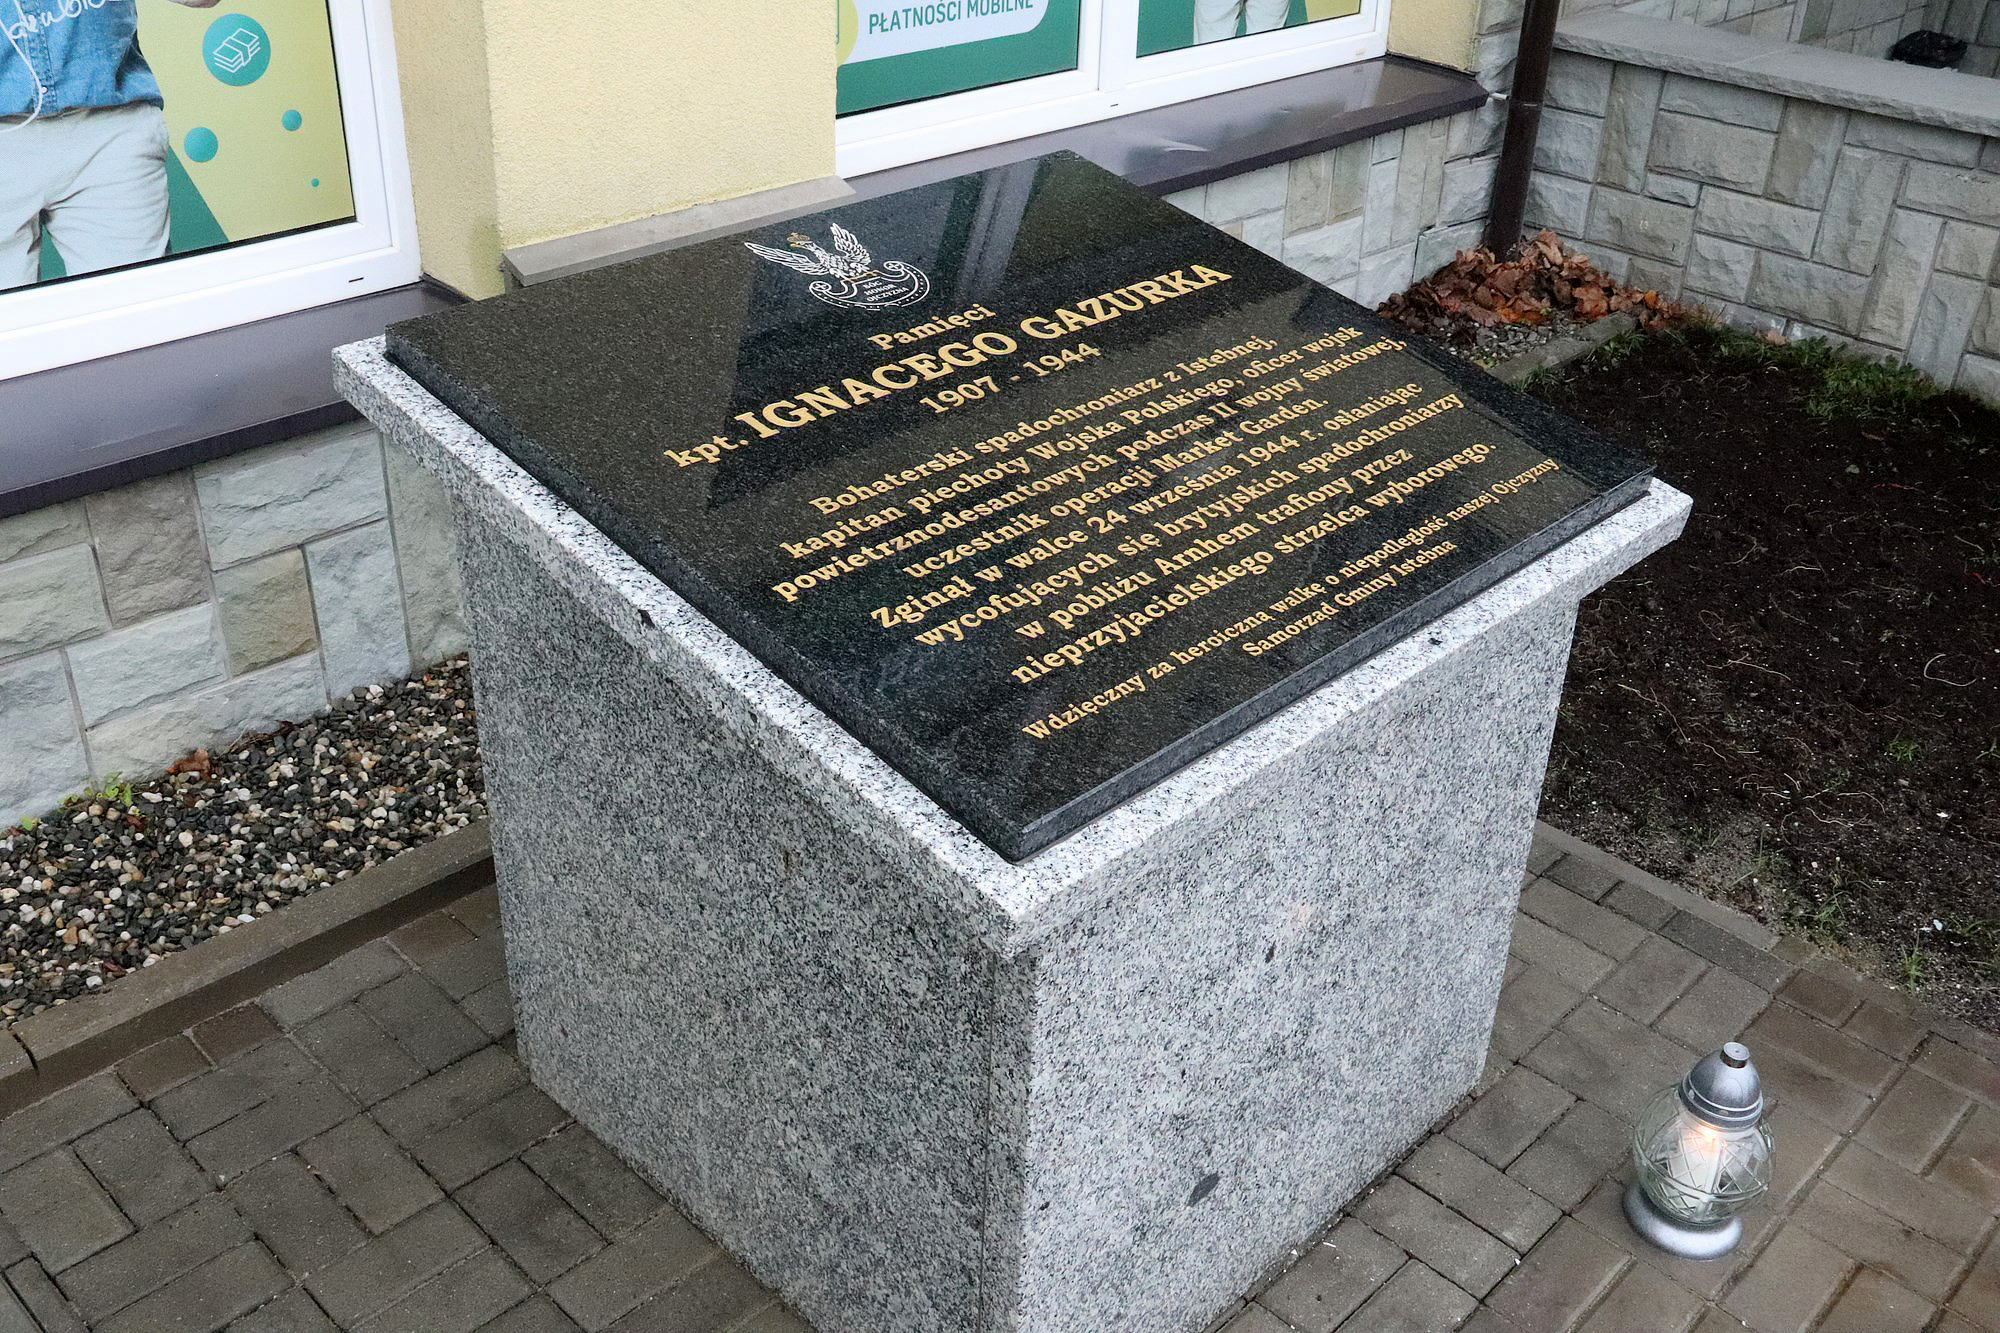 PŁATNOŚCI MOBILNE
BÓG
HONOR
OJCZYZNA
Pamięci
kpt. IGNACEGO GAZURKA
1907 - 1944
Bohaterski spadochroniarz z Istebnej,
kapitan piechoty Wojska Polskiego, oficer wojsk
powietrznodesantowych podczas II wojny światowej,
uczestnik operacji Market Garden.
Zginął w walce 24 września 1944 r. osłaniając
wycofujących się brytyjskich spadochroniarzy
w pobliżu Arnhem trafiony przez
nieprzyjacielskiego strzelca wyborowego.
Wdzięczny za heroiczną walkę o niepodległość naszej Ojczyzny
Samorząd Gminy Istebna